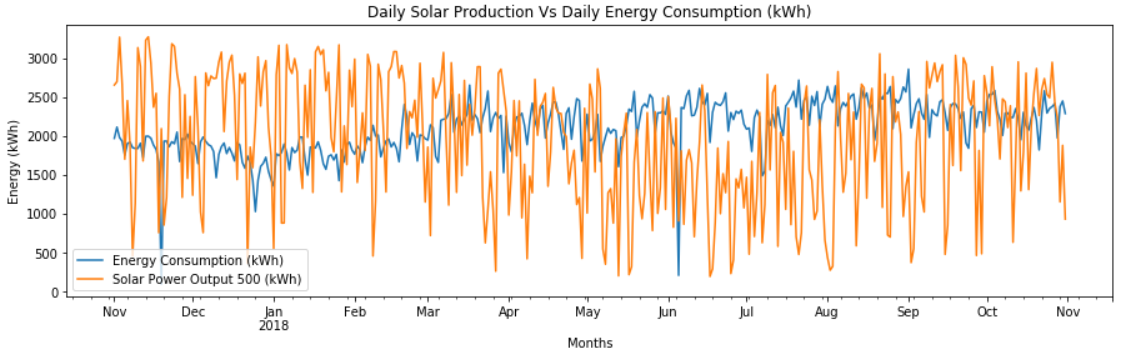 Daily Solar Production Vs Daily Energy Consumption (kWh)
Energy (kWh)
3000
2500
2000
1500
1000
500
0
Energy Consumption (kWh)
Solar Power Output 500 (kWh)
Nov Dec Jan Feb Mar Apr May Jun Jul Aug Sep Oct Nov
2018
Months